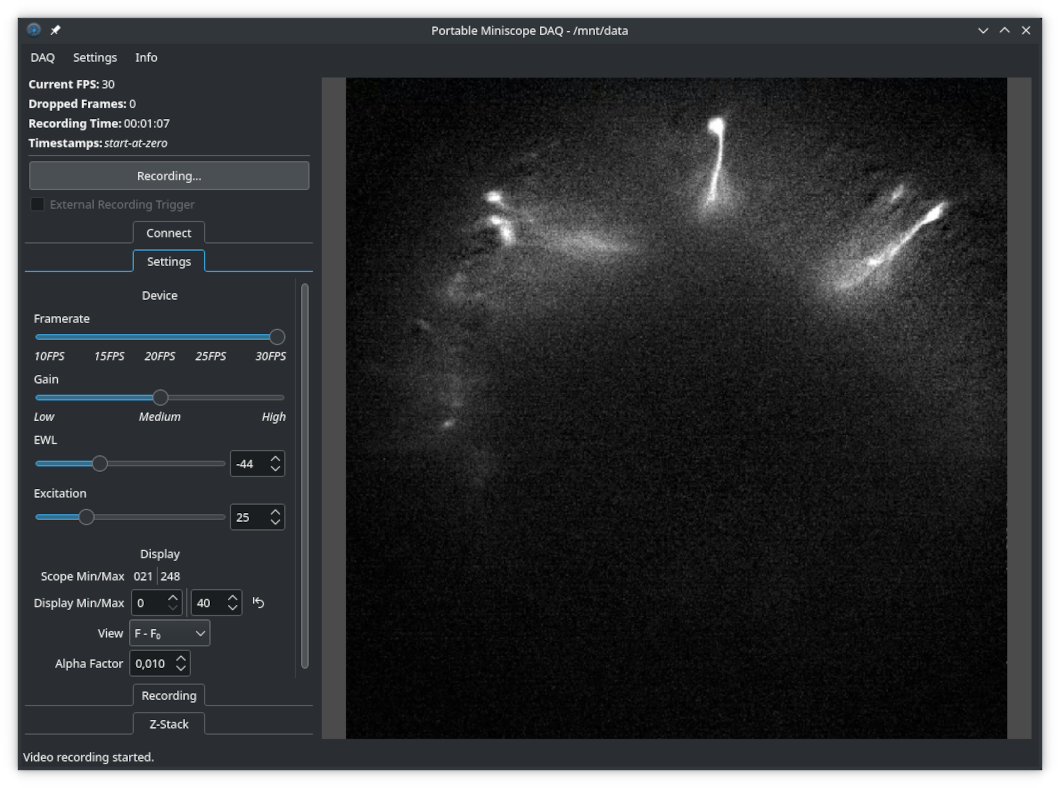 Portable Miniscope DAQ - /mnt/data
DAQ Settings Info
Current FPS: 30
Dropped Frames: 0
Recording Time: 00:01:07
Timestamps: start-at-zero
Recording...
External Recording Trigger
Connect
Settings
Device
Framerate
10FPS 15FPS 20FPS 25FPS 30FPS
Gain
Low Medium High
EWL
-44
Excitation
25
Display
Scope Min/Max 021 248
Display Min/Max 0 40
View F - F₀
Alpha Factor 0,010
Recording
Z-Stack
Video recording started.